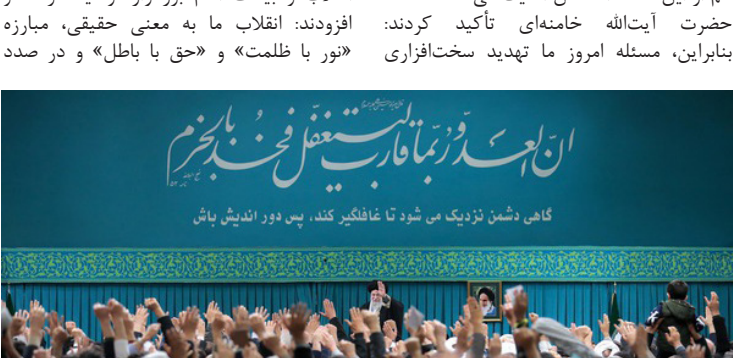 حضرت آیت‌الله خامنه‌ای تأکید کردند:
بنابراین، مسئله امروز ما تهدید سخت‌افزاری
افزودند: انقلاب ما به معنی حقیقی، مبارزه
«نور با ظلمت» و «حق با باطل» و در صدد
ان العدو ربما قارب لیتغفل فخذ بالحزم
گاهی دشمن نزدیک می شود تا غافلگیر کند، پس دور اندیش باش